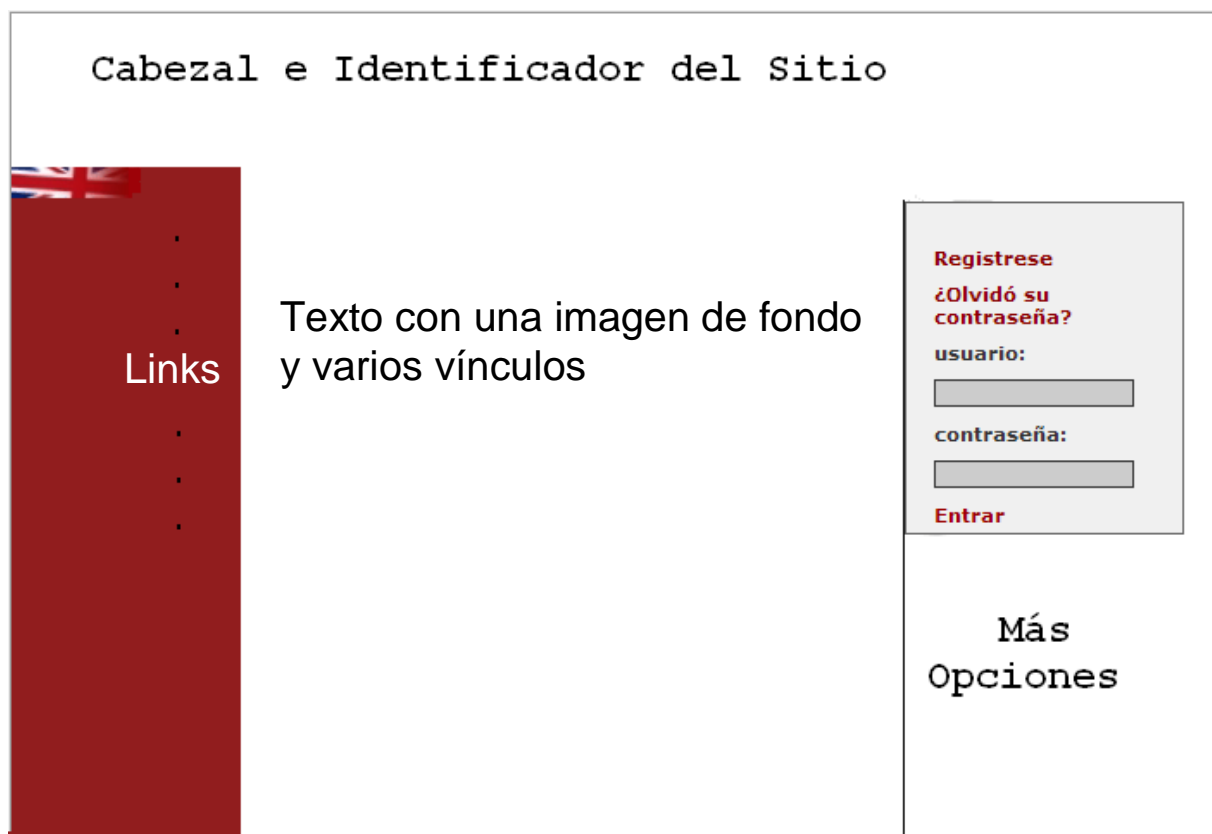 Cabezal e Identificador del Sitio
Links
Texto con una imagen de fondo
y varios vínculos
Registrese
¿Olvidó su
contraseña?
usuario:
contraseña:
Entrar
Más
Opciones